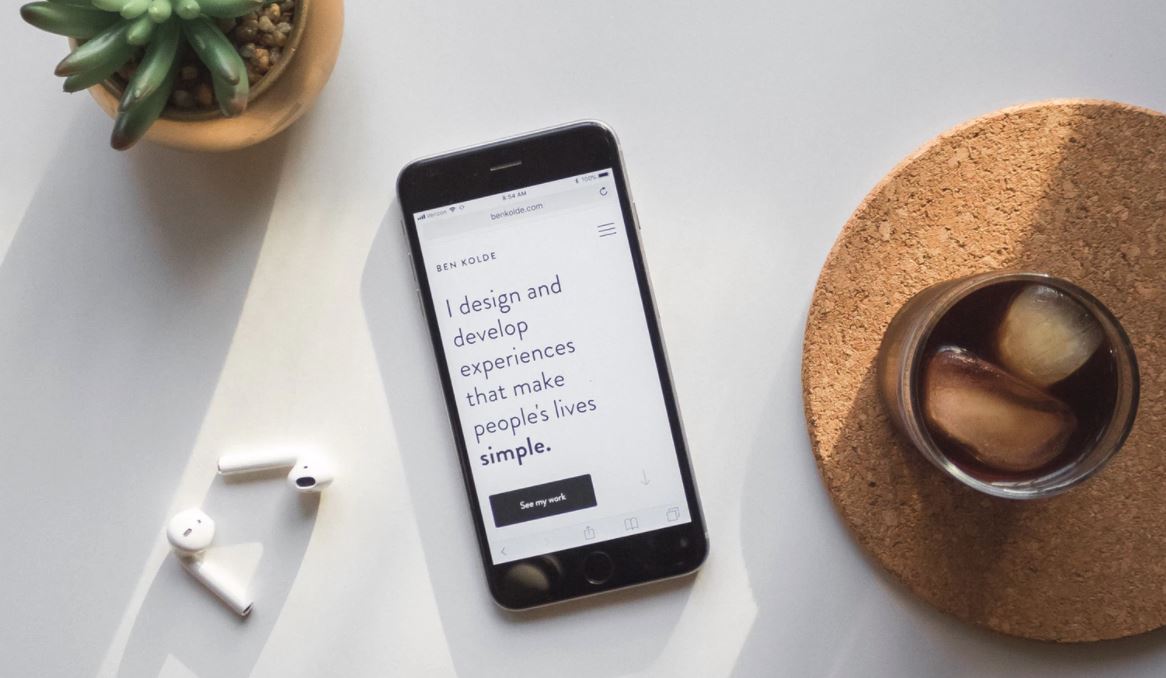 Verizon 8:54 AM 100%
benkolde.com
BEN KOLDE
I design and
develop
experiences
that make
people's lives
simple.
See my work